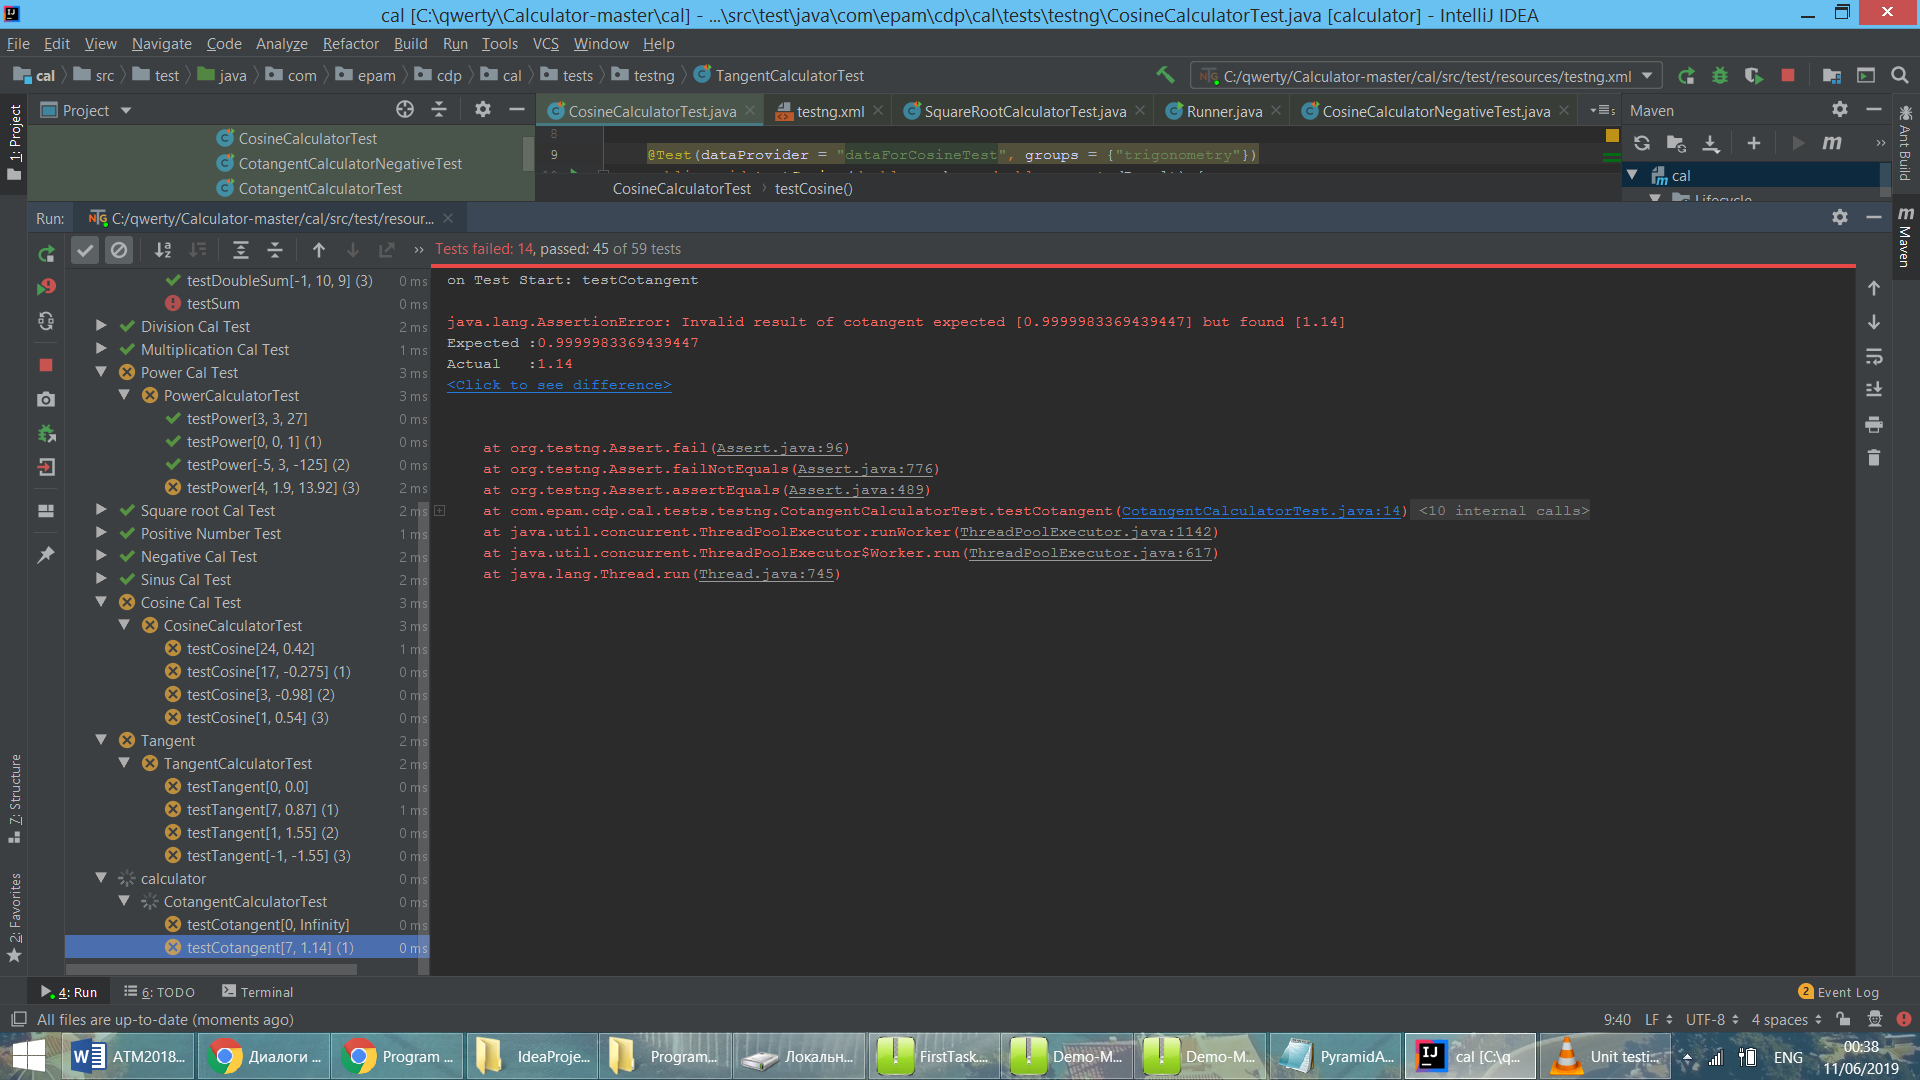 cal [C:\qwerty\Calculator-master\cal] - ...\src\test\java\com\epam\cdp\cal\tests\testng\CosineCalculatorTest.java [calculator] - IntelliJ IDEA
File Edit View Navigate Code Analyze Refactor Build Run Tools VCS Window Help
cal src test java com epam cdp cal tests testng TangentCalculatorTest
C:/qwerty/Calculator-master/cal/src/test/resources/testng.xml
1: Project
Project
CosineCalculatorTest
CotangentCalculatorNegativeTest
CotangentCalculatorTest
CosineCalculatorTest.java testng.xml SquareRootCalculatorTest.java Runner.java CosineCalculatorNegativeTest.java
8
9 @Test(dataProvider = "dataForCosineTest", groups = {"trigonometry"})
CosineCalculatorTest › testCosine()
Maven
cal
Lifecycle
Ant Build
Maven
Run: C:/qwerty/Calculator-master/cal/src/test/resour...
Tests failed: 14, passed: 45 of 59 tests
testDoubleSum[-1, 10, 9] (3) 0 ms
testSum 0 ms
Division Cal Test 2 ms
Multiplication Cal Test 1 ms
Power Cal Test 3 ms
PowerCalculatorTest 3 ms
testPower[3, 3, 27] 0 ms
testPower[0, 0, 1] (1) 0 ms
testPower[-5, 3, -125] (2) 0 ms
testPower[4, 1.9, 13.92] (3) 2 ms
Square root Cal Test 2 ms
Positive Number Test 1 ms
Negative Cal Test 2 ms
Sinus Cal Test 2 ms
Cosine Cal Test 3 ms
CosineCalculatorTest 3 ms
testCosine[24, 0.42] 1 ms
testCosine[17, -0.275] (1) 0 ms
testCosine[3, -0.98] (2) 0 ms
testCosine[1, 0.54] (3) 0 ms
Tangent 2 ms
TangentCalculatorTest 2 ms
testTangent[0, 0.0] 0 ms
testTangent[7, 0.87] (1) 1 ms
testTangent[1, 1.55] (2) 0 ms
testTangent[-1, -1.55] (3) 0 ms
calculator 0 ms
CotangentCalculatorTest 0 ms
testCotangent[0, Infinity] 0 ms
testCotangent[7, 1.14] (1) 0 ms
on Test Start: testCotangent
java.lang.AssertionError: Invalid result of cotangent expected [0.9999983369439447] but found [1.14]
Expected :0.9999983369439447
Actual :1.14
<Click to see difference>
at org.testng.Assert.fail(Assert.java:96)
at org.testng.Assert.failNotEquals(Assert.java:776)
at org.testng.Assert.assertEquals(Assert.java:489)
at com.epam.cdp.cal.tests.testng.CotangentCalculatorTest.testCotangent(CotangentCalculatorTest.java:14) <10 internal calls>
at java.util.concurrent.ThreadPoolExecutor.runWorker(ThreadPoolExecutor.java:1142)
at java.util.concurrent.ThreadPoolExecutor$Worker.run(ThreadPoolExecutor.java:617)
at java.lang.Thread.run(Thread.java:745)
7: Structure
2: Favorites
4: Run 6: TODO Terminal 2 Event Log
All files are up-to-date (moments ago) 9:40 LF UTF-8 4 spaces
ATM2018... Диалоги ... Program ... IdeaProje... Program... Локальн... FirstTask.... Demo-M... Demo-M... PyramidA... cal [C:\q... Unit testi... ENG
00:38
11/06/2019